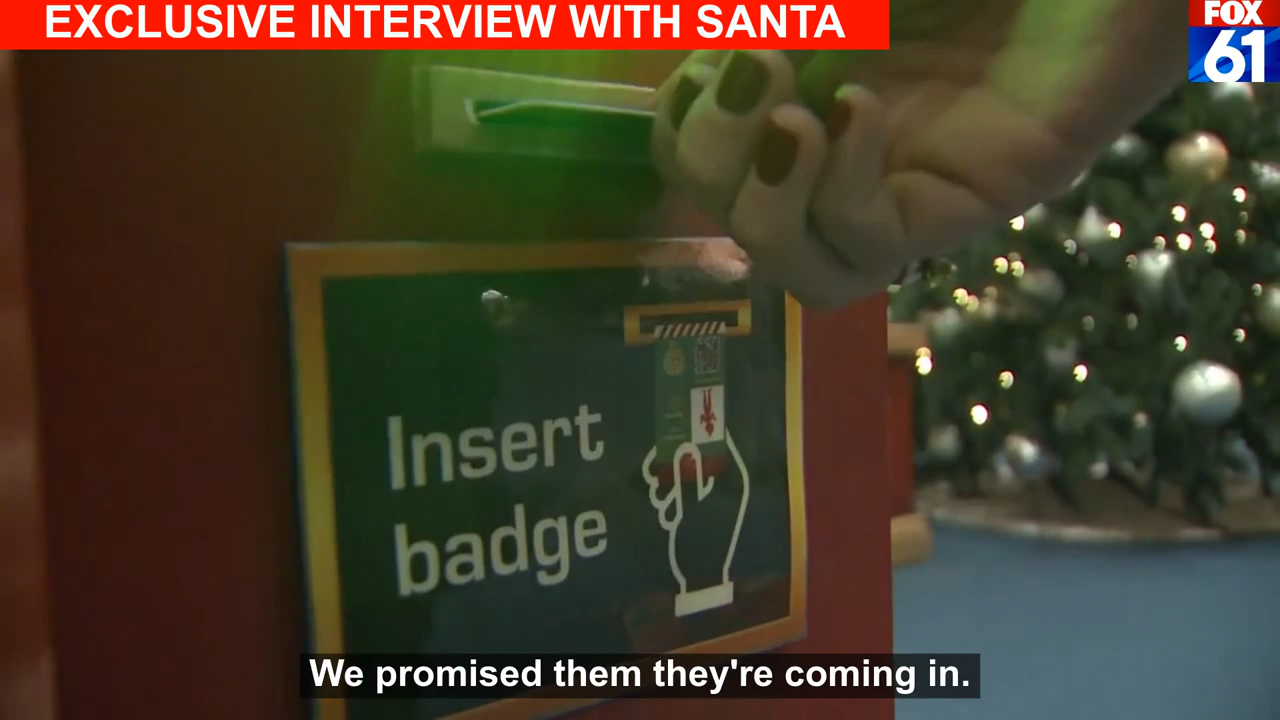 EXCLUSIVE INTERVIEW WITH SANTA
FOX
61
Insert
badge
We promised them they're coming in.